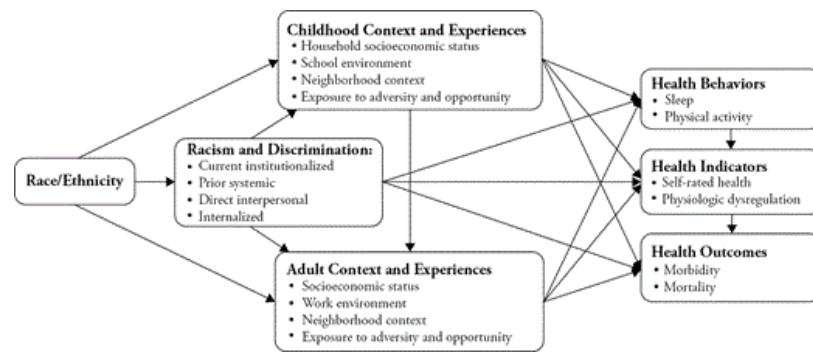 Childhood Context and Experiences
• Household socioeconomic status
• School environment
• Neighborhood context
• Exposure to adversity and opportunity
Race/Ethnicity
Racism and Discrimination:
• Current institutionalized
• Prior systemic
• Direct interpersonal
• Internalized
Adult Context and Experiences
• Socioeconomic status
• Work environment
• Neighborhood context
• Exposure to adversity and opportunity
Health Behaviors
• Sleep
• Physical activity
Health Indicators
• Self-rated health
• Physiologic dysregulation
Health Outcomes
• Morbidity
• Mortality